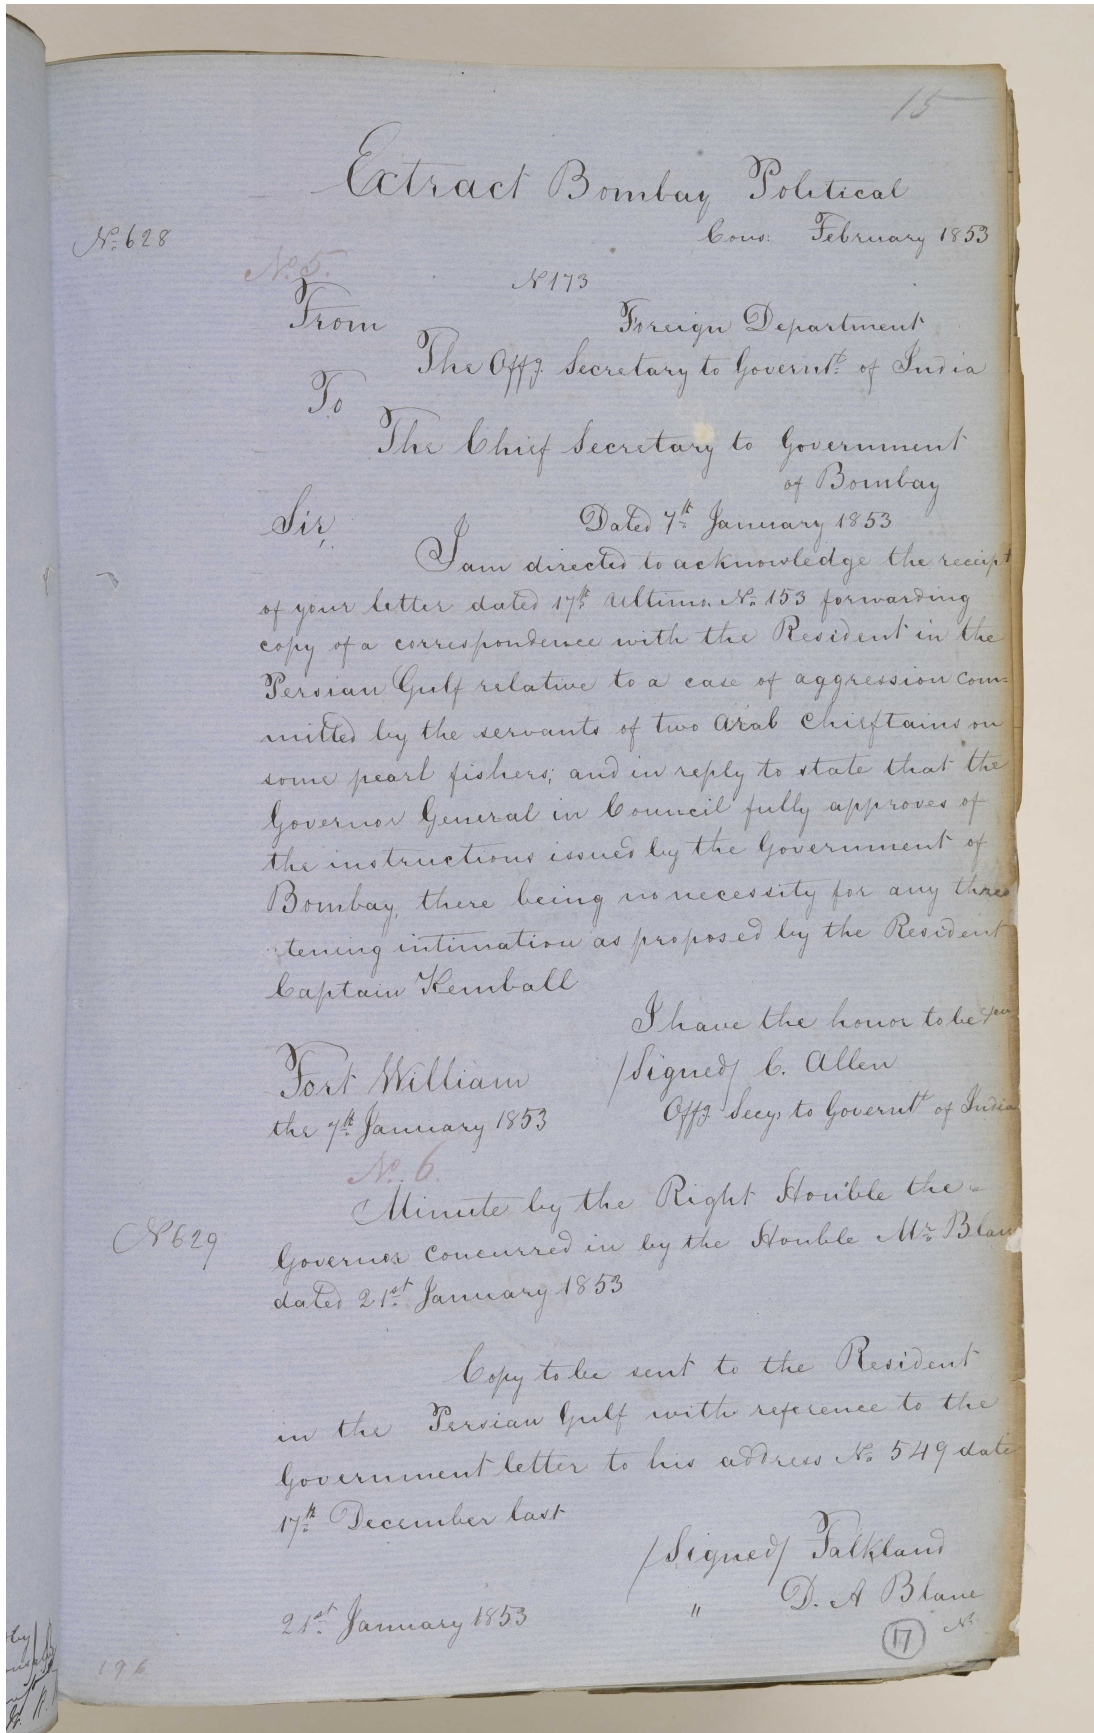 15
Extract Bombay Political
No. 628
Cons: February 1853
No. 5.
No 173
From
Foreign Department
The Offg. Secretary to Governt. of India
To
The Chief Secretary to Government
of Bombay
Sir,
Dated 7th January 1853
I am directed to acknowledge the receipt
of your letter dated 17th Ultimo. No. 153 forwarding
copy of a correspondence with the Resident in the
Persian Gulf relative to a case of aggression com=
mitted by the servants of two Arab Chieftains on
some pearl fishers; and in reply to state that the
Governor General in Council fully approves of
the instructions issued by the Government of
Bombay, there being no necessity for any threa
tening intimation as proposed by the Resident
Captain Kemball
I have the honor to be
Fort William
/Signed/ C. Allen
the 7th January 1853
Offg Secy. to Governt of India
No. 6.
Minute by the Right Honible the
No 629
Governor concurred in by the Honble Mr. Blan
dated 21st January 1853
Copy to be sent to the Resident
in the Persian Gulf with reference to the
Government letter to his address No. 549 date
17th December last
/Signed/ Falkland
" D. A Blane
21st January 1853
17
No.
196